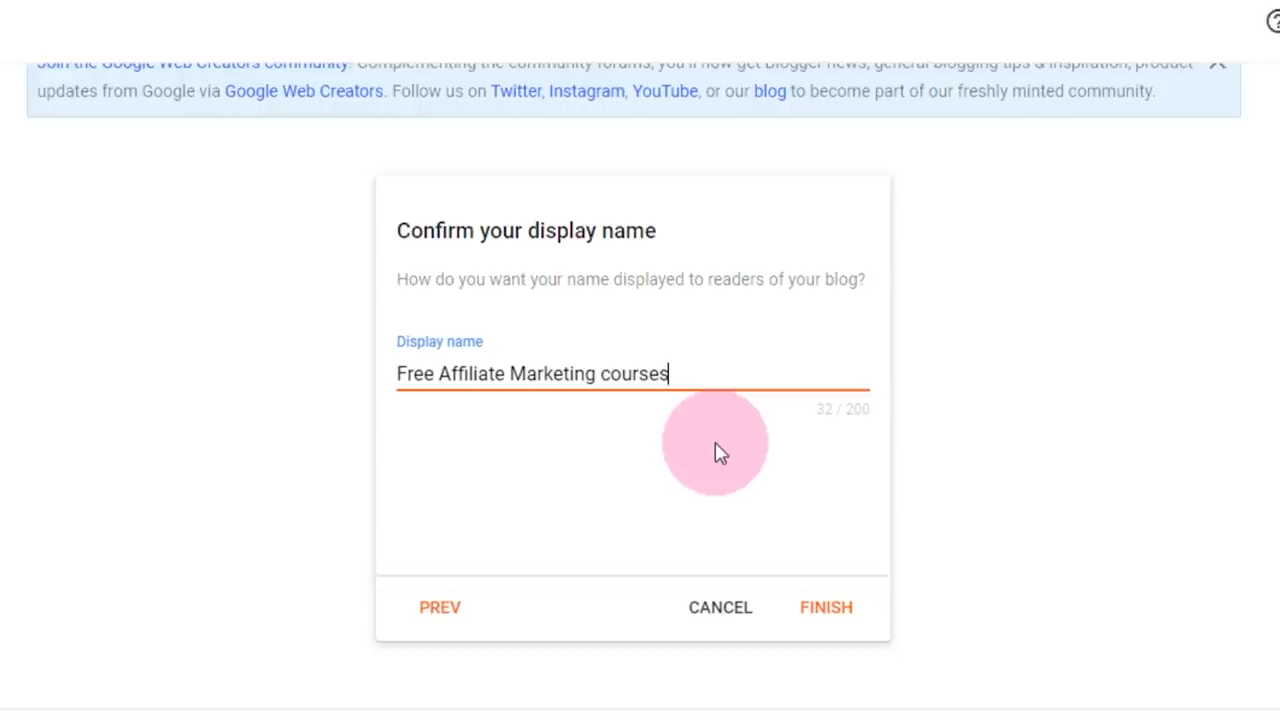 Join the Google Web Creators community. Complementing the community forums, you'll now get Blogger news, general blogging tips & inspiration, product
updates from Google via Google Web Creators. Follow us on Twitter, Instagram, YouTube, or our blog to become part of our freshly minted community.
Confirm your display name
How do you want your name displayed to readers of your blog?
Display name
Free Affiliate Marketing courses
32 / 200
PREV CANCEL FINISH